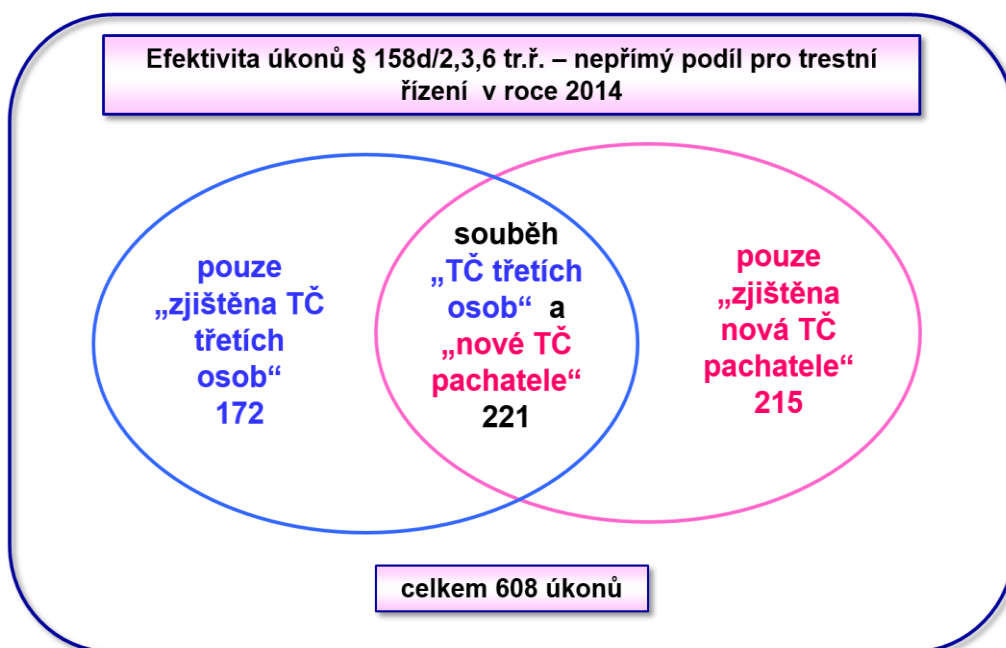 Efektivita úkonů § 158d/2,3,6 tr.ř. – nepřímý podíl pro trestní
řízení v roce 2014
pouze
„zjištěna TČ
třetích
osob“
172
souběh
„TČ třetích
osob“ a
„nové TČ
pachatele“
221
pouze
„zjištěna
nová TČ
pachatele“
215
celkem 608 úkonů